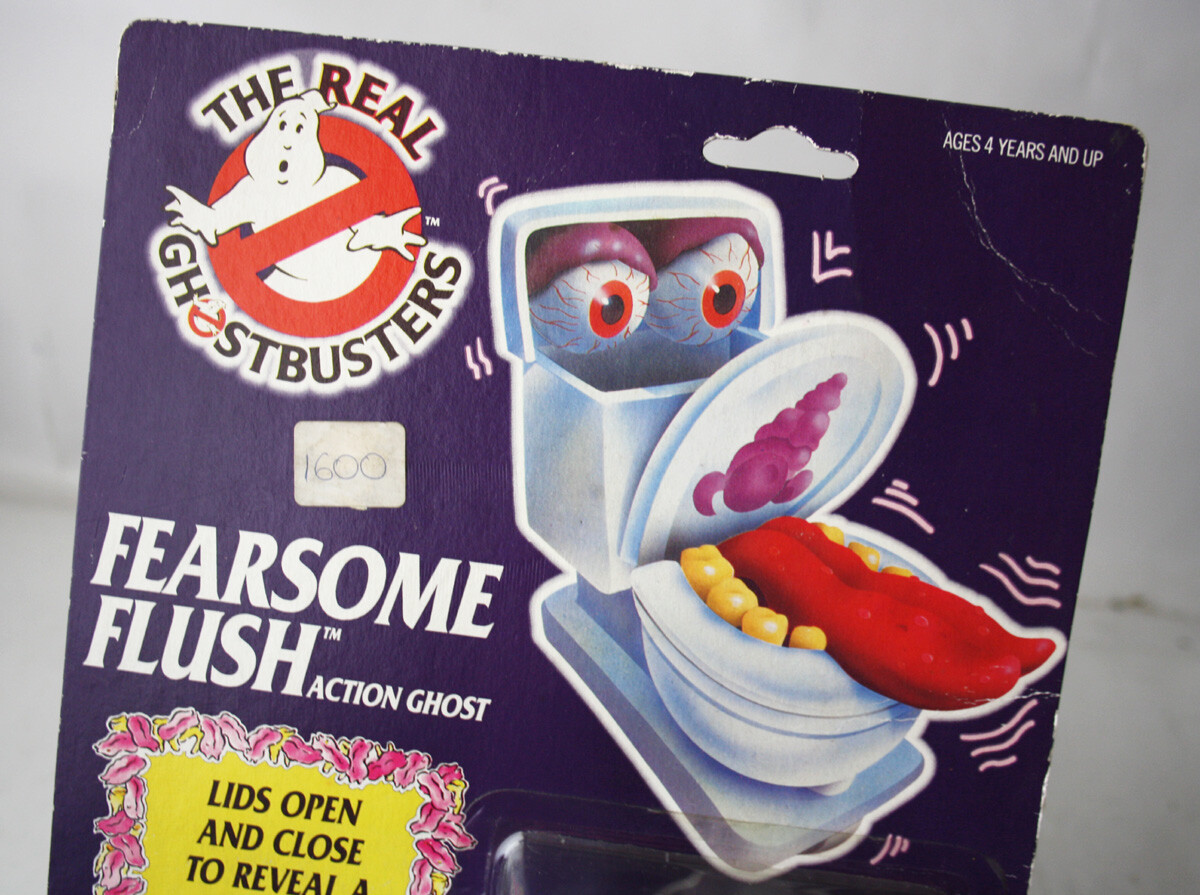 THE REAL
GHOSTBUSTERS
™
AGES 4 YEARS AND UP
1600
FEARSOME
FLUSH™
ACTION GHOST
LIDS OPEN
AND CLOSE
TO REVEAL A